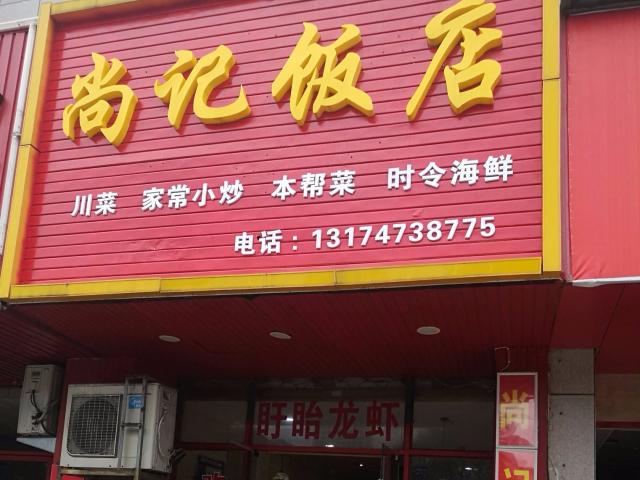 尚记饭店
川菜 家常小炒 本帮菜 时令海鲜
电话：13174738775
盱眙龙虾
尚